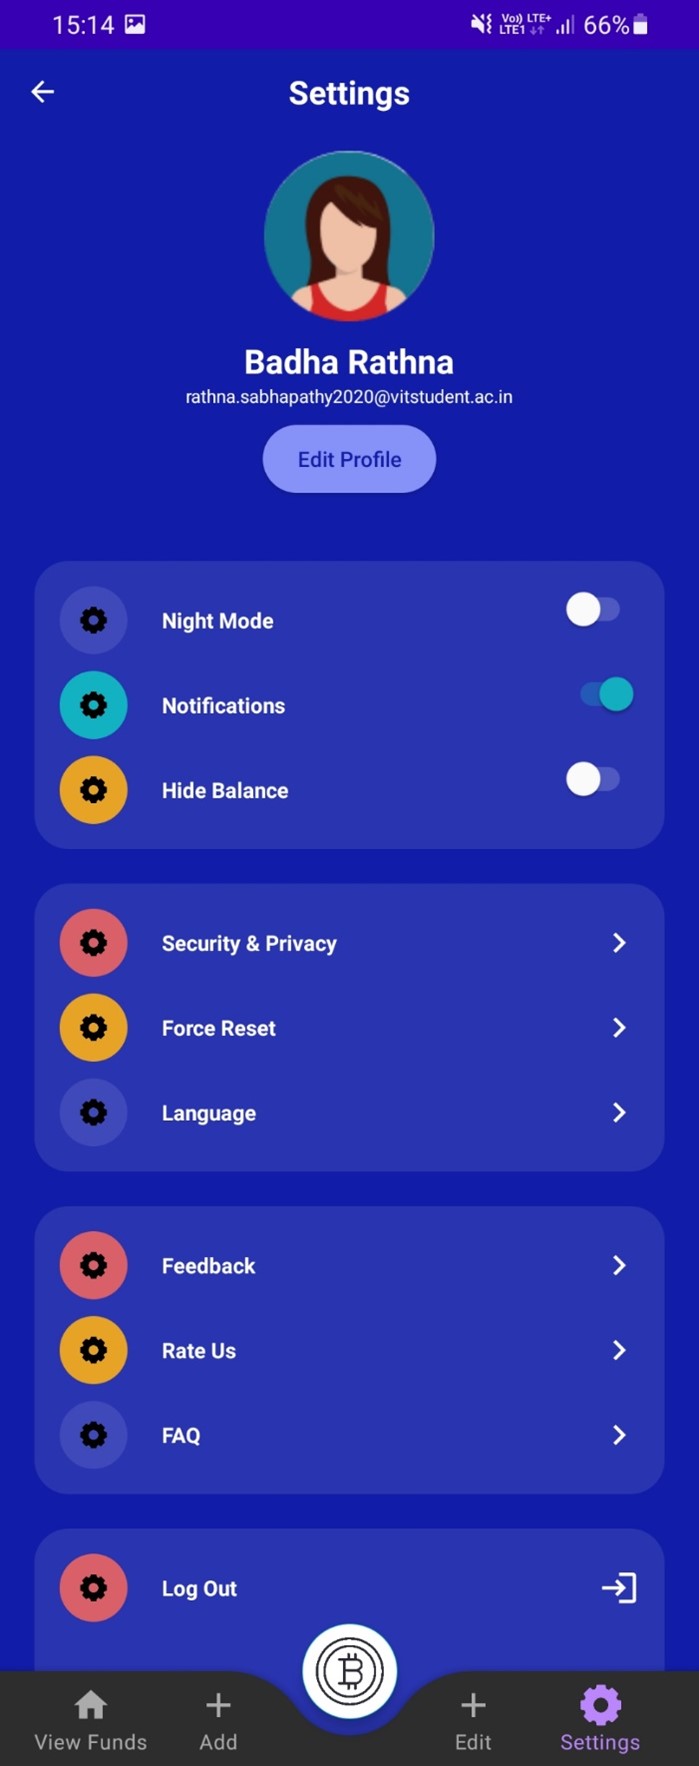 15:14 Vo)) LTE+ LTE1 66%
Settings
Badha Rathna
rathna.sabhapathy2020@vitstudent.ac.in
Edit Profile
Night Mode
Notifications
Hide Balance
Security & Privacy
Force Reset
Language
Feedback
Rate Us
FAQ
Log Out
View Funds Add Edit Settings